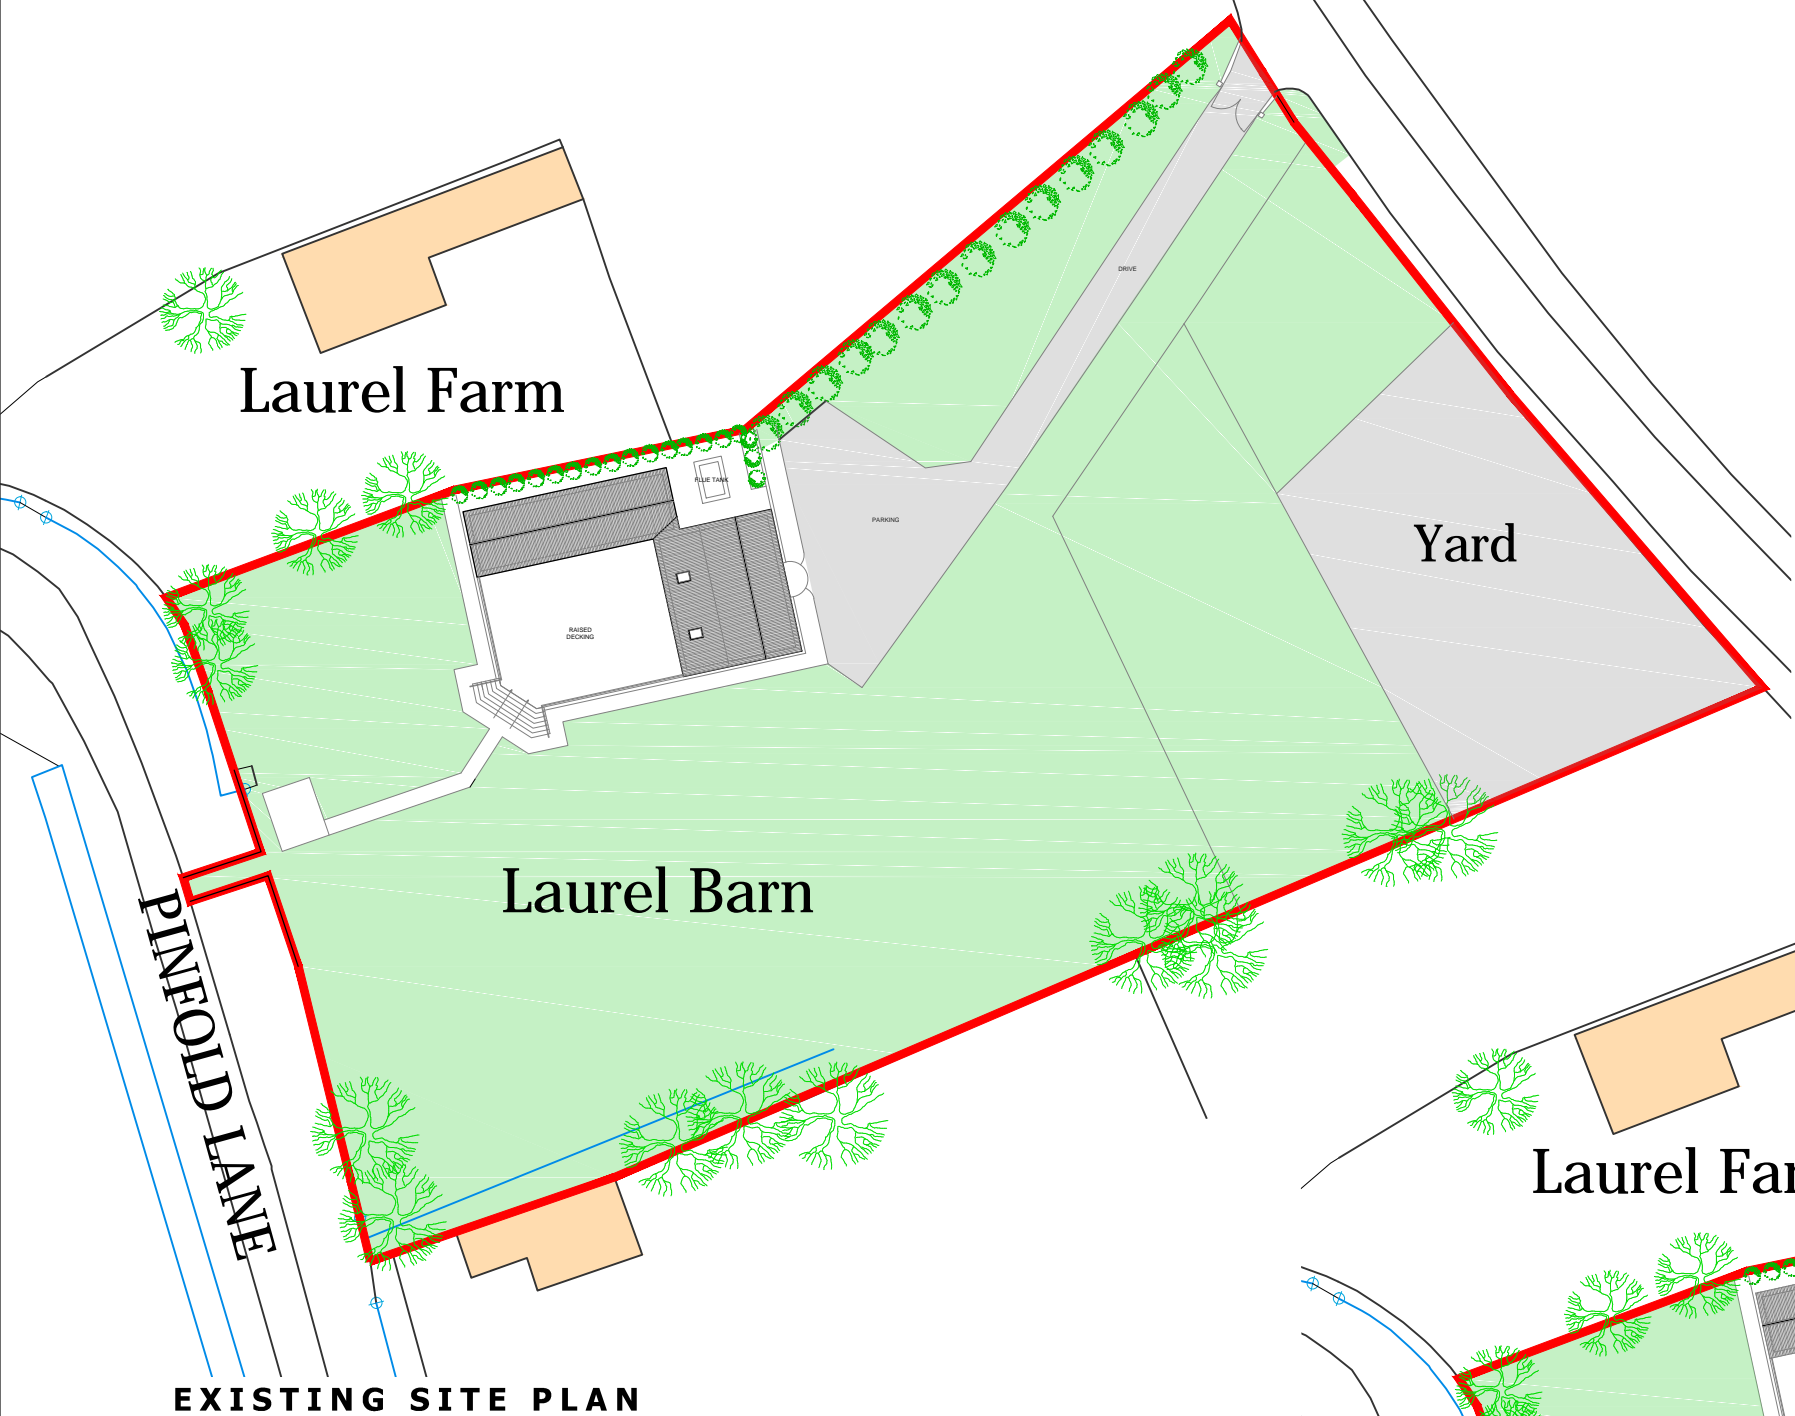 DRIVE
Laurel Farm
FLUE TANK
PARKING
Yard
RAISED
DECKING
Laurel Barn
PINFOLD LANE
Laurel Far
EXISTING SITE PLAN